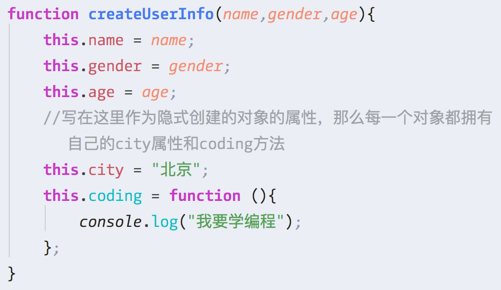 function createUserInfo(name,gender,age){
    this.name = name;
    this.gender = gender;
    this.age = age;
    //写在这里作为隐式创建的对象的属性，那么每一个对象都拥有
      自己的city属性和coding方法
    this.city = "北京";
    this.coding = function (){
        console.log("我要学编程");
    };
}